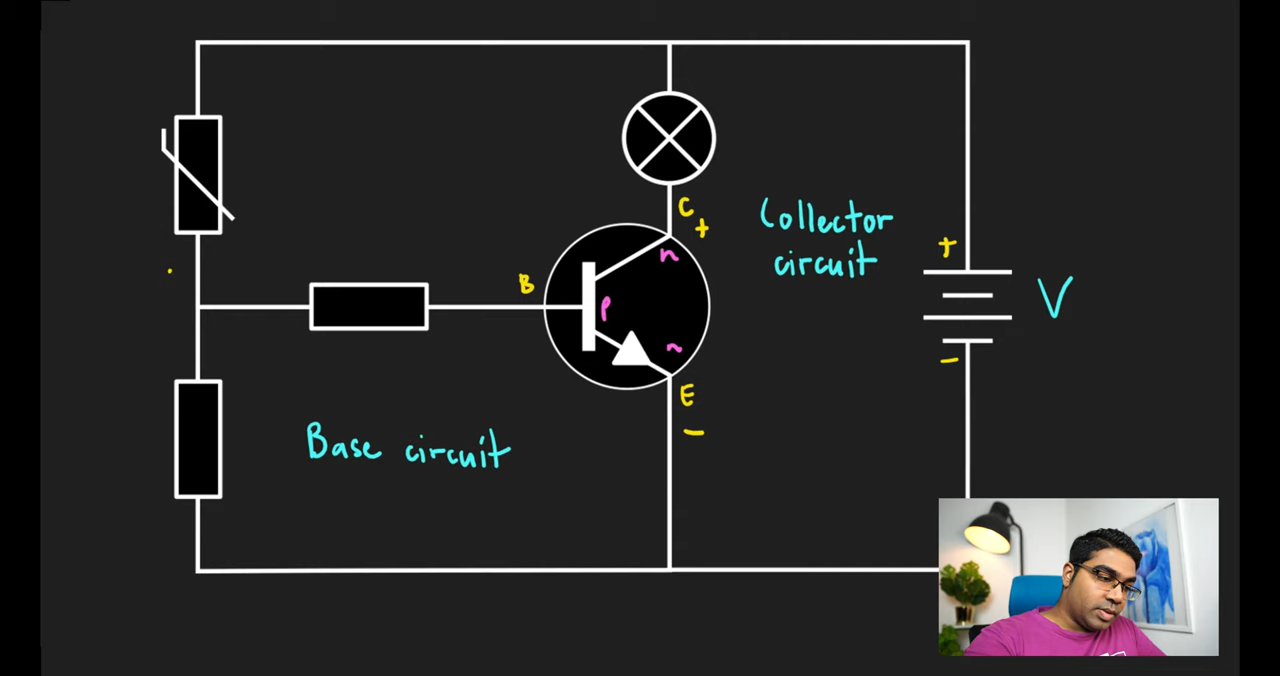 C
+
Collector
circuit
n
+
B
p
V
n
-
E
-
Base circuit